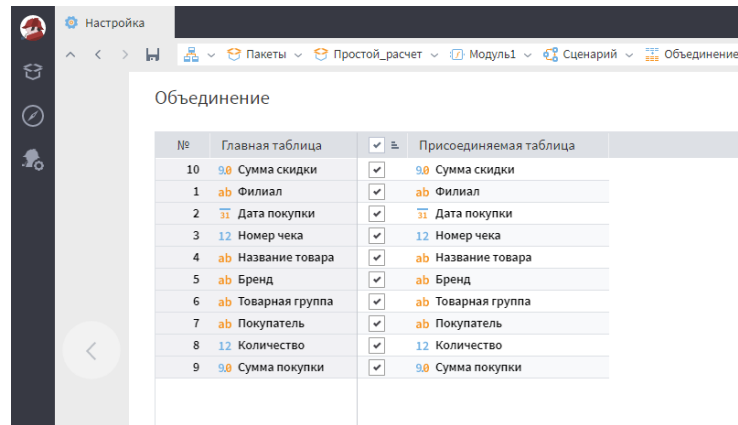 Настройка
Пакеты Простой_расчет Модуль1 Сценарий Объединение
Объединение
№ Главная таблица Присоединяемая таблица
10 9.0 Сумма скидки 9.0 Сумма скидки
1 ab Филиал ab Филиал
2 31 Дата покупки 31 Дата покупки
3 12 Номер чека 12 Номер чека
4 ab Название товара ab Название товара
5 ab Бренд ab Бренд
6 ab Товарная группа ab Товарная группа
7 ab Покупатель ab Покупатель
8 12 Количество 12 Количество
9 9.0 Сумма покупки 9.0 Сумма покупки